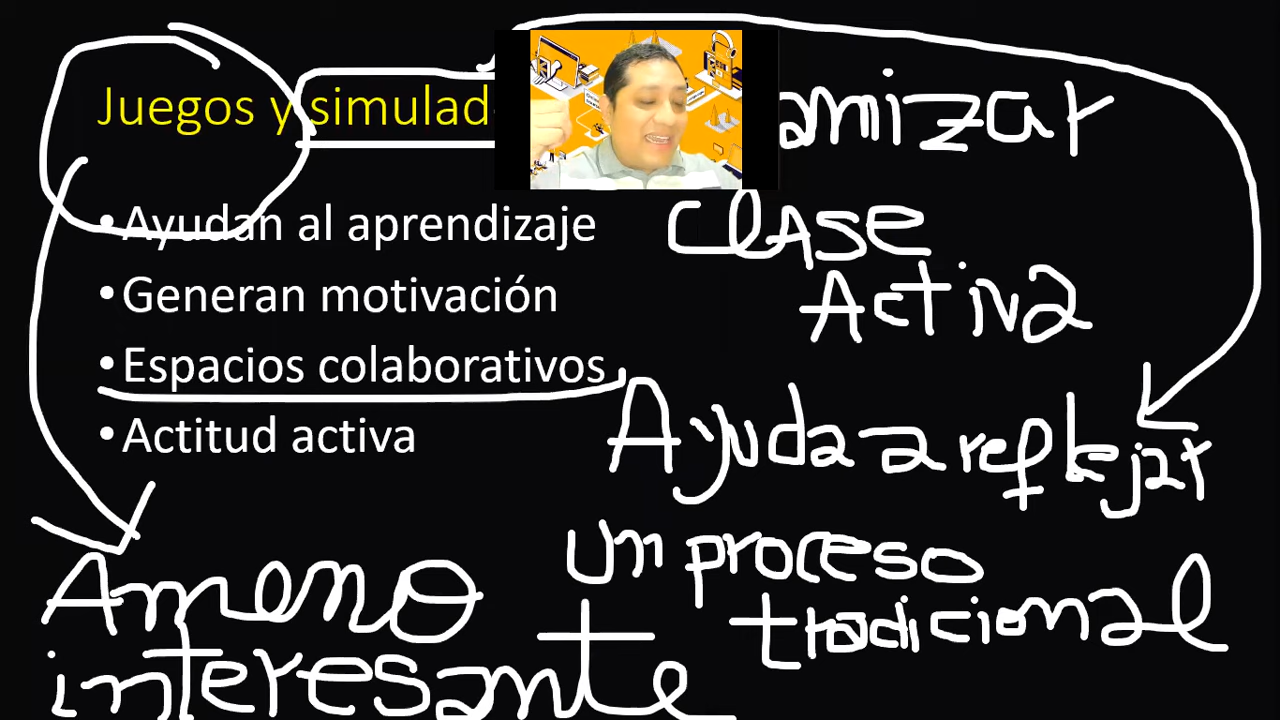 Juegos y simulad
amizar
• Ayudan al aprendizaje
Clase
• Generan motivación
Activa
• Espacios colaborativos
• Actitud activa
Ayuda a reflejar
un proceso
tradicional
Ameno
interesante